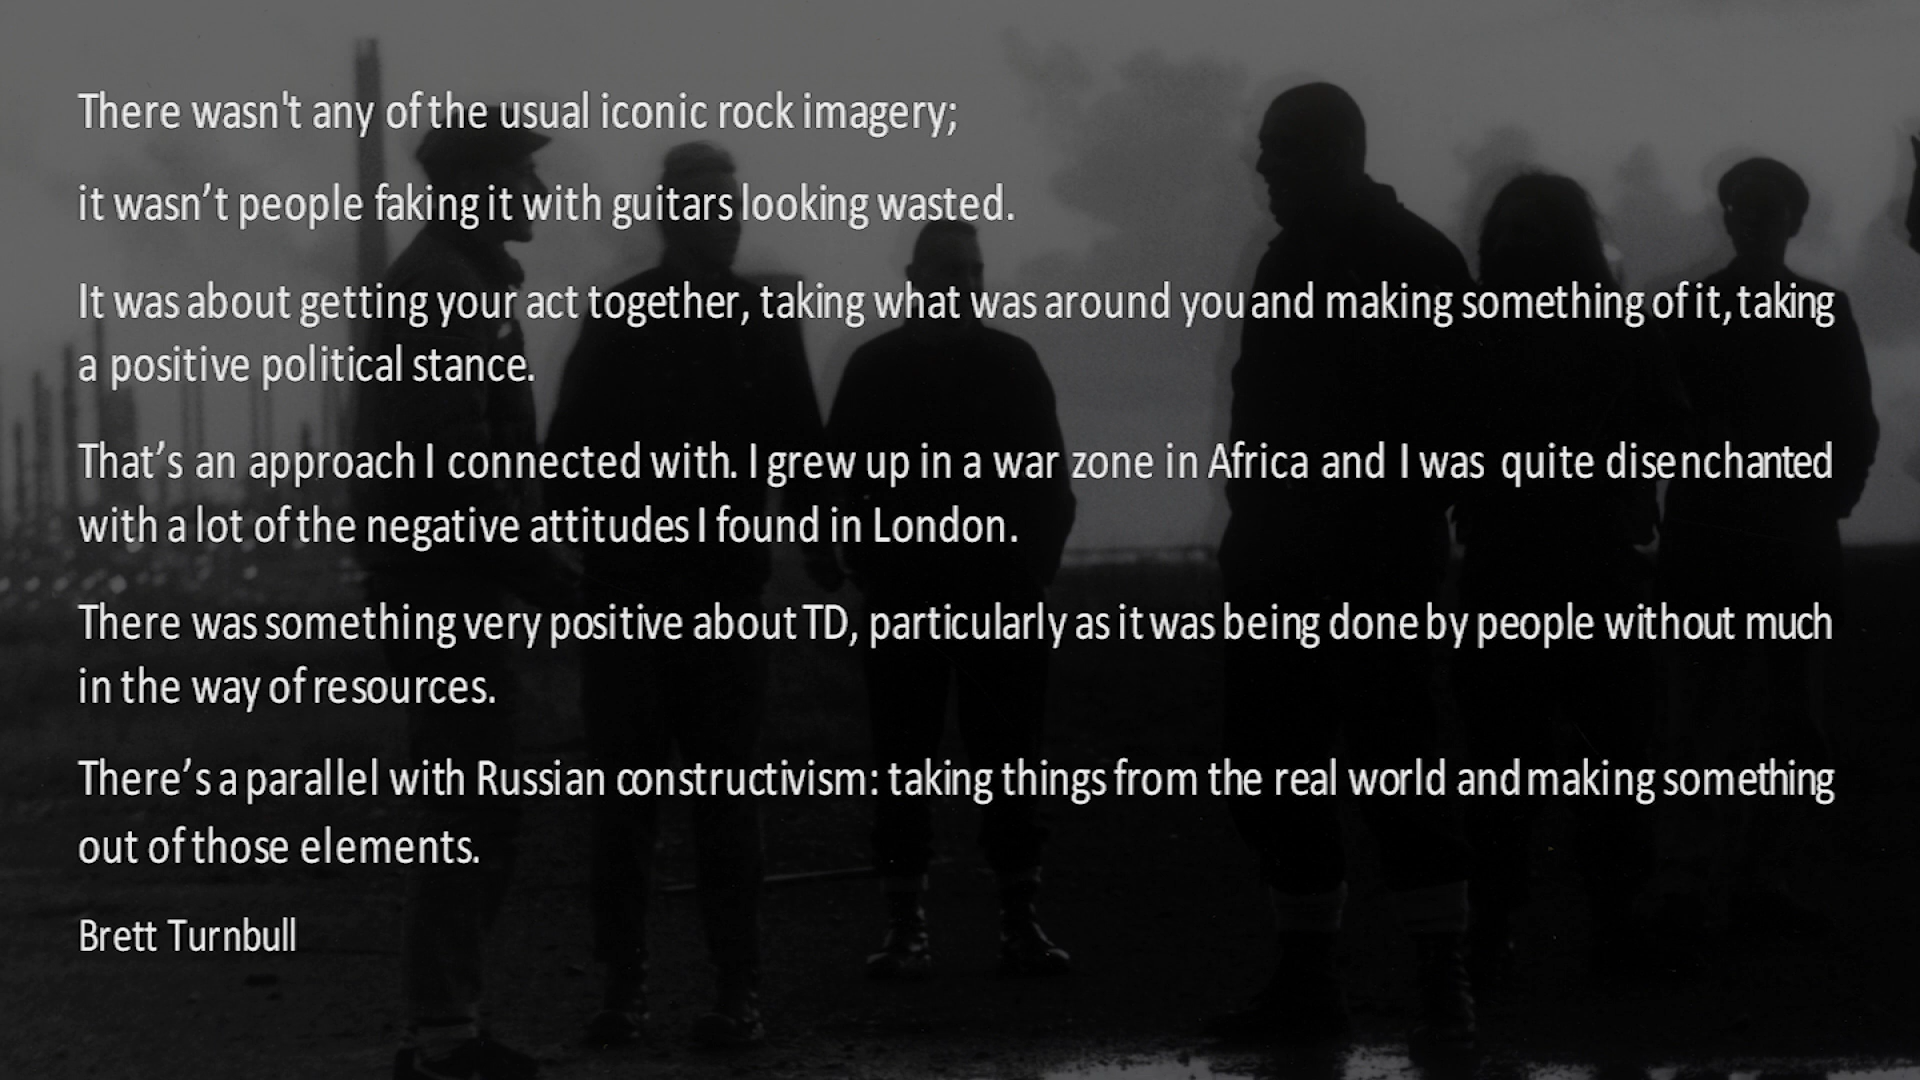 There wasn't any of the usual iconic rock imagery;
it wasn’t people faking it with guitars looking wasted.
It was about getting your act together, taking what was around you and making something of it, taking
a positive political stance.
That’s an approach I connected with. I grew up in a war zone in Africa and I was quite disenchanted
with a lot of the negative attitudes I found in London.
There was something very positive about TD, particularly as it was being done by people without much
in the way of resources.
There’s a parallel with Russian constructivism: taking things from the real world and making something
out of those elements.
Brett Turnbull